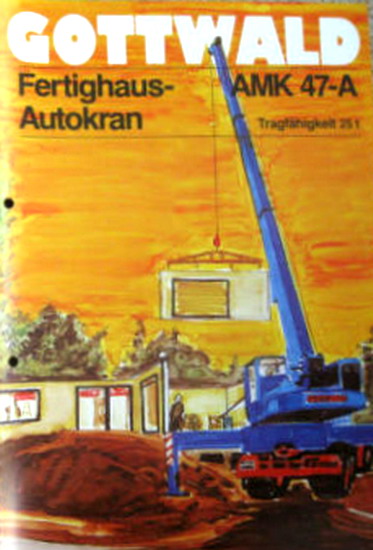 GOTTWALD
Fertighaus- AMK 47-A
Autokran Tragfähigkeit 25 t